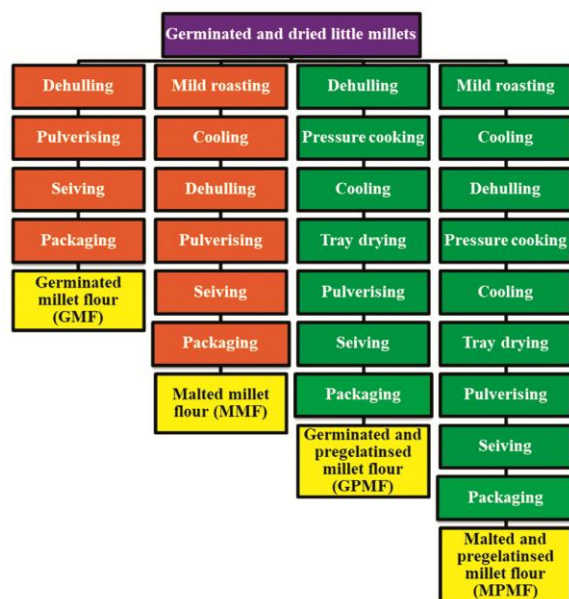 Germinated and dried little millets
Dehulling
Pulverising
Seiving
Packaging
Germinated
millet flour
(GMF)
Mild roasting
Cooling
Dehulling
Pulverising
Seiving
Packaging
Malted millet
flour (MMF)
Dehulling
Pressure cooking
Cooling
Tray drying
Pulverising
Seiving
Packaging
Germinated and
pregelatinsed
millet flour
(GPMF)
Mild roasting
Cooling
Dehulling
Pressure cooking
Cooling
Tray drying
Pulverising
Seiving
Packaging
Malted and
pregelatinsed
millet flour
(MPMF)